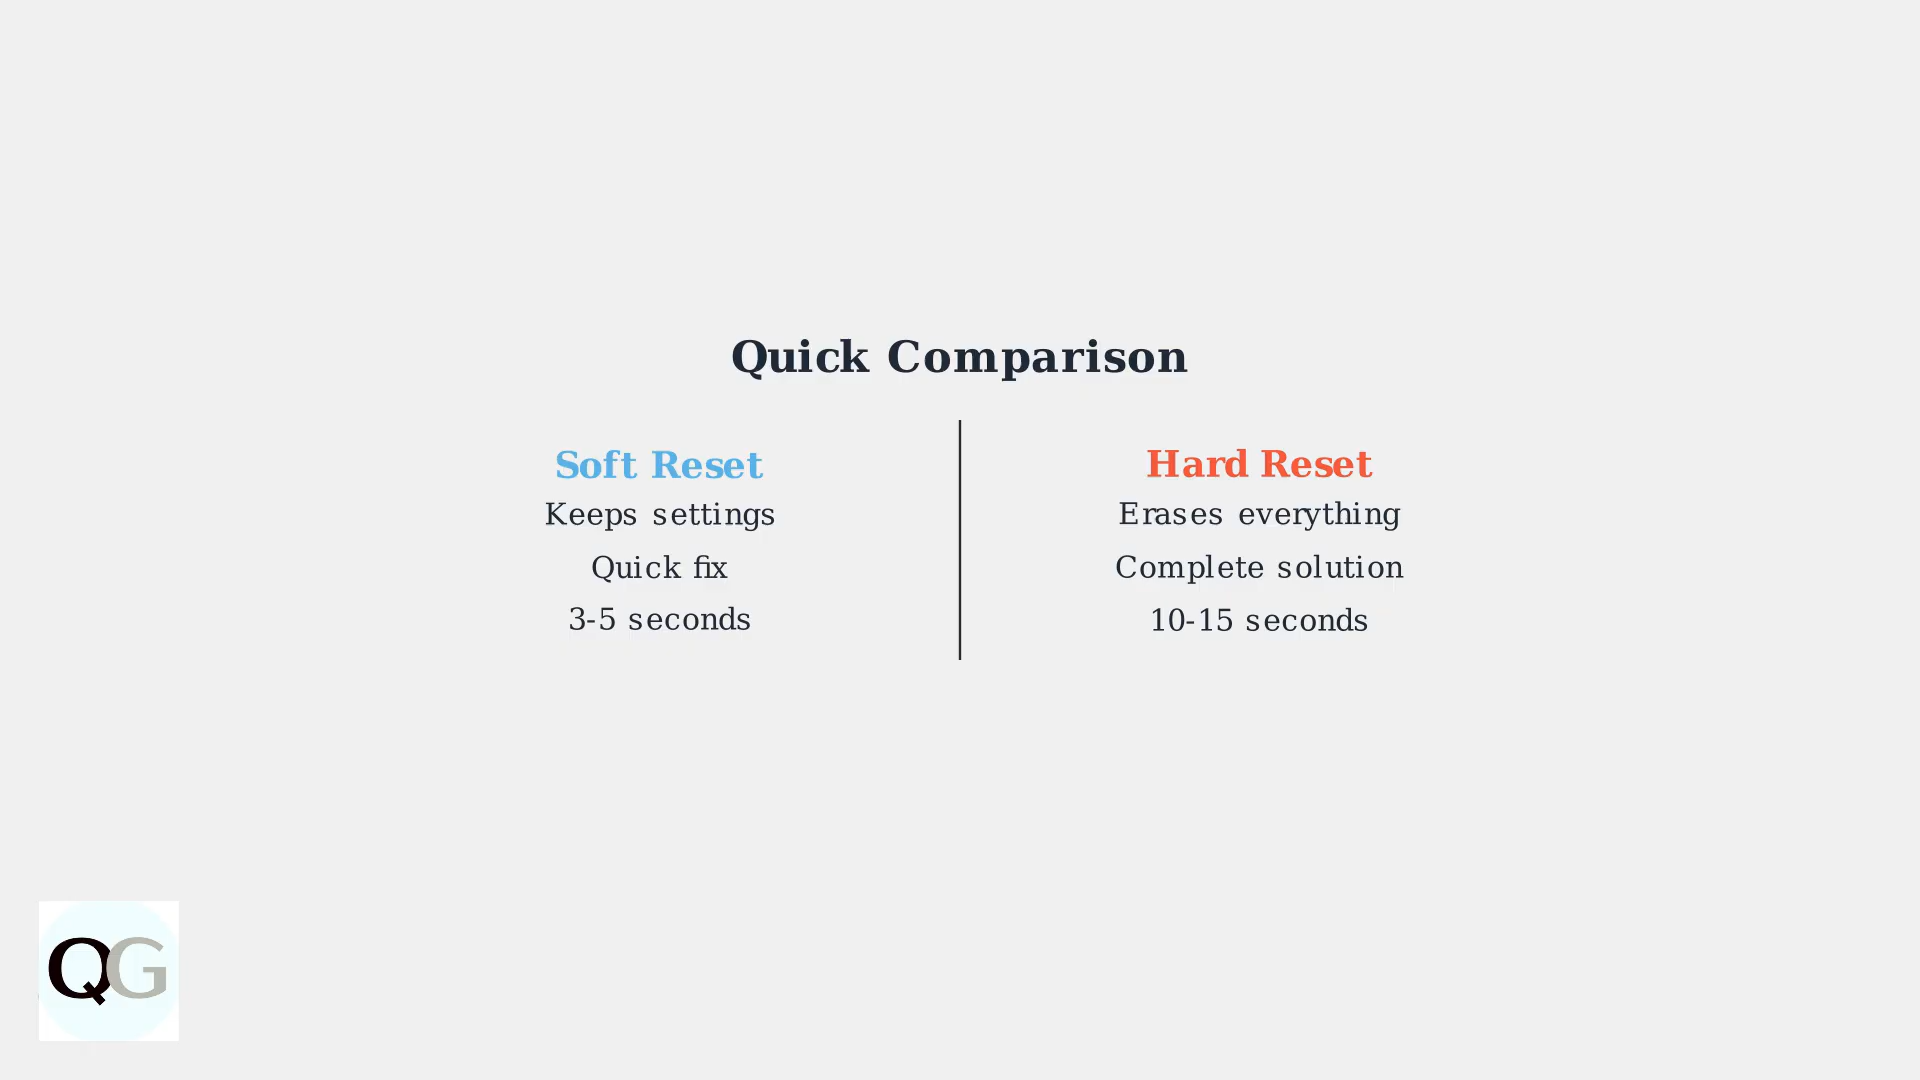 Quick Comparison
Soft Reset
Keeps settings
Quick fix
3-5 seconds
Hard Reset
Erases everything
Complete solution
10-15 seconds
QG